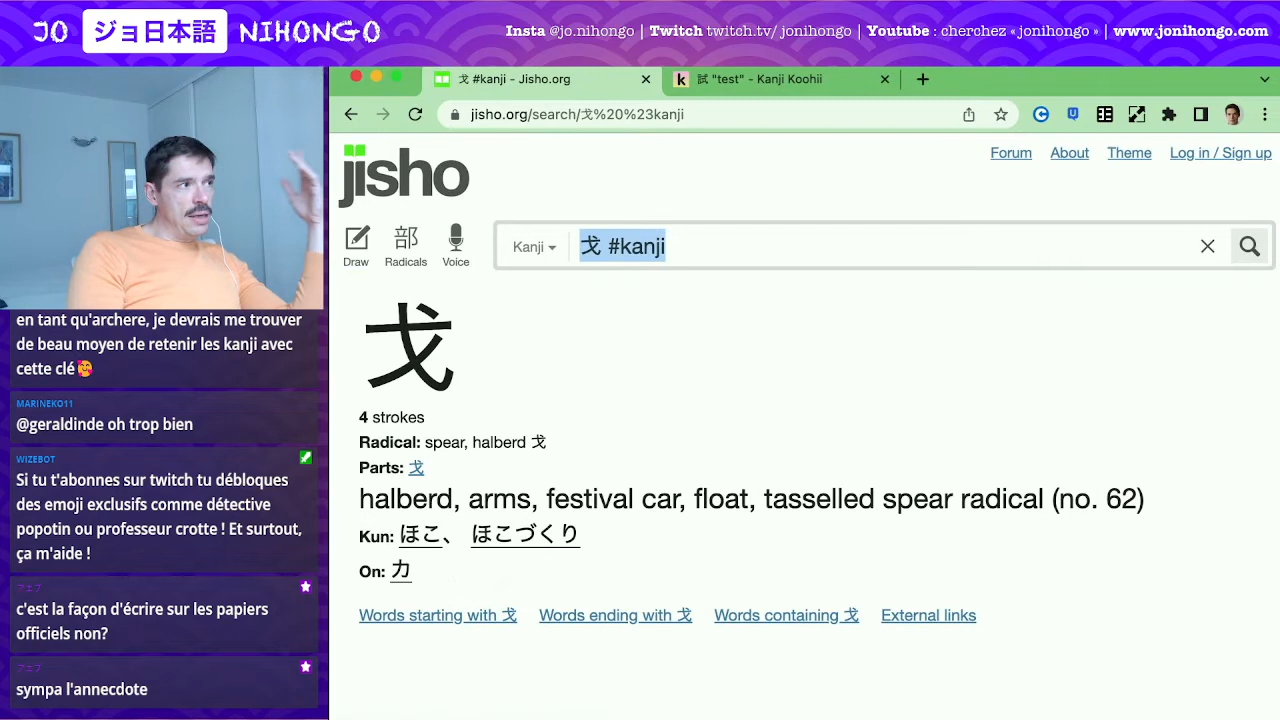 JO ジョ日本語 NIHONGO
Insta @jo.nihongo | Twitch twitch.tv/ jonihongo | Youtube : cherchez « jonihongo » | www.jonihongo.com
戈 #kanji - Jisho.org
試 "test" - Kanji Koohii
jisho.org/search/戈%20%23kanji
jisho
Forum About Theme Log in / Sign up
Draw
部 Radicals
Voice
Kanji
戈 #kanji
戈
4 strokes
Radical: spear, halberd 戈
Parts: 戈
halberd, arms, festival car, float, tasselled spear radical (no. 62)
Kun: ほこ、 ほこづくり
On: カ
Words starting with 戈 Words ending with 戈 Words containing 戈 External links
en tant qu'archere, je devrais me trouver
de beau moyen de retenir les kanji avec
cette clé
MARINEKO11
@geraldinde oh trop bien
WIZEBOT
Si tu t'abonnes sur twitch tu débloques
des emoji exclusifs comme détective
popotin ou professeur crotte ! Et surtout,
ça m'aide !
c'est la façon d'écrire sur les papiers
officiels non?
sympa l'annecdote